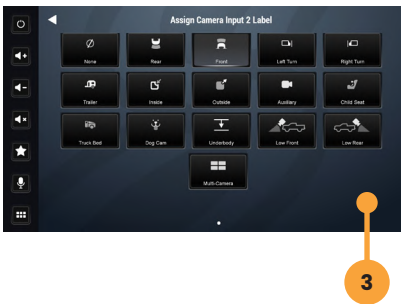 Assign Camera Input 2 Label
None
Rear
Front
Left Turn
Right Turn
Trailer
Inside
Outside
Auxiliary
Child Seat
Truck Bed
Dog Cam
Underbody
Low Front
Low Rear
Multi-Camera
3